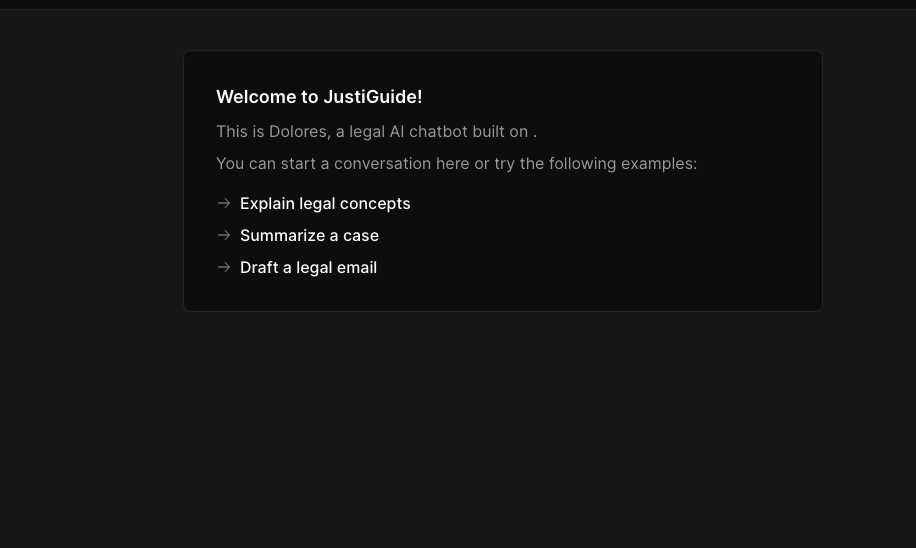 Welcome to JustiGuide!
This is Dolores, a legal AI chatbot built on .
You can start a conversation here or try the following examples:
→ Explain legal concepts
→ Summarize a case
→ Draft a legal email